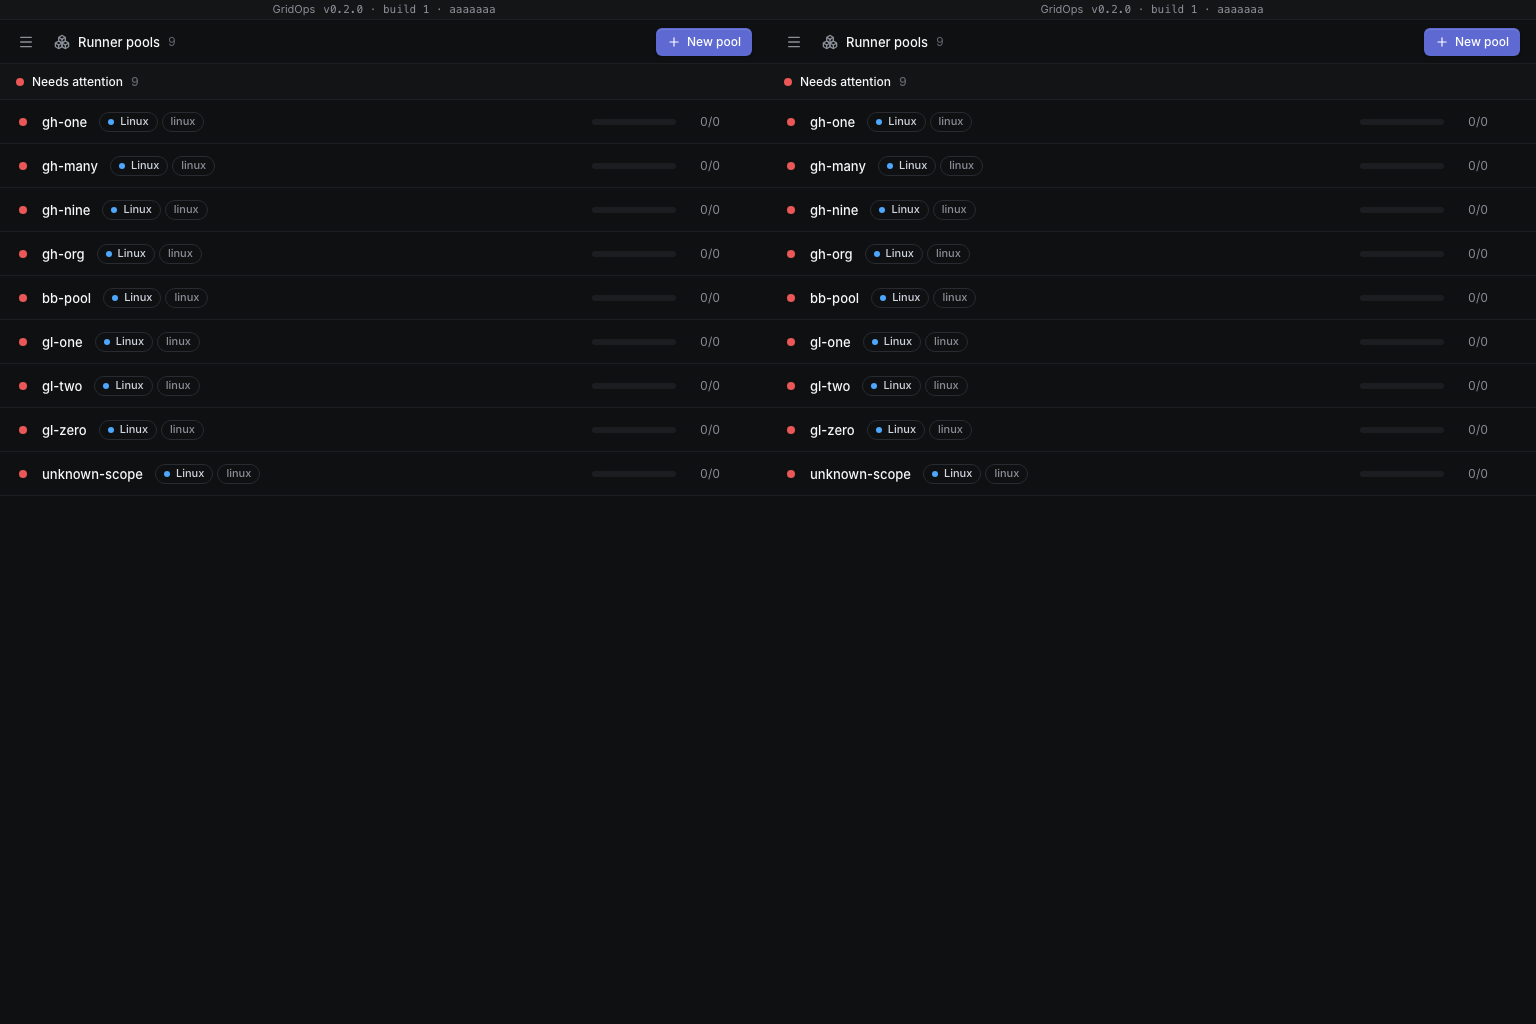 GridOps v0.2.0 · build 1 · aaaaaaa
Runner pools 9
New pool
Needs attention 9
gh-one Linux linux 0/0
gh-many Linux linux 0/0
gh-nine Linux linux 0/0
gh-org Linux linux 0/0
bb-pool Linux linux 0/0
gl-one Linux linux 0/0
gl-two Linux linux 0/0
gl-zero Linux linux 0/0
unknown-scope Linux linux 0/0
GridOps v0.2.0 · build 1 · aaaaaaa
Runner pools 9
New pool
Needs attention 9
gh-one Linux linux 0/0
gh-many Linux linux 0/0
gh-nine Linux linux 0/0
gh-org Linux linux 0/0
bb-pool Linux linux 0/0
gl-one Linux linux 0/0
gl-two Linux linux 0/0
gl-zero Linux linux 0/0
unknown-scope Linux linux 0/0